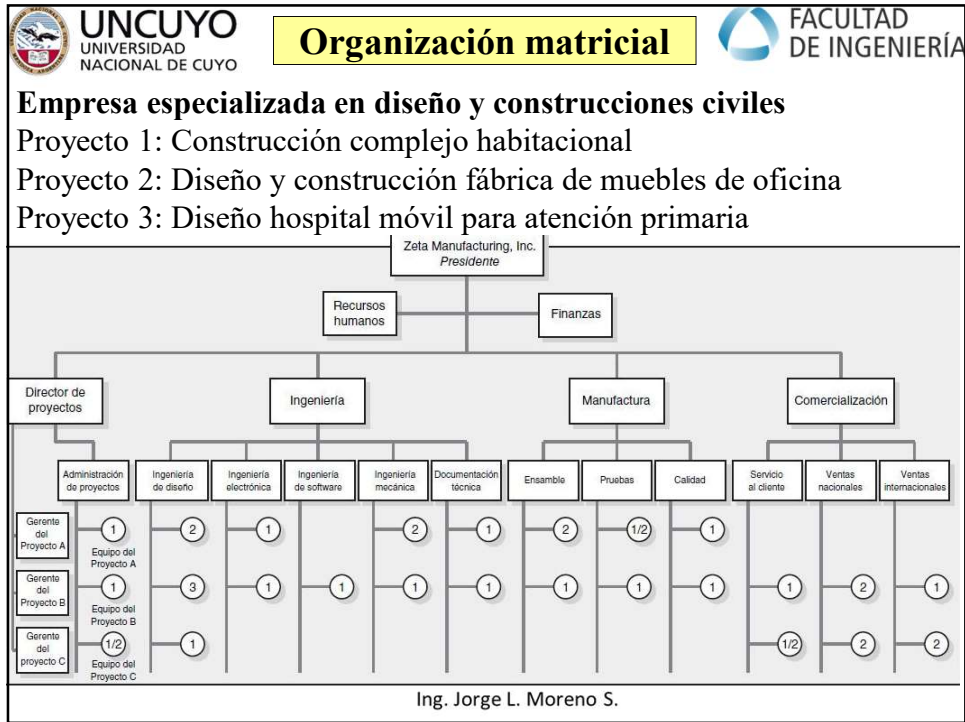 UNCUYO
UNIVERSIDAD
NACIONAL DE CUYO
Organización matricial
FACULTAD
DE INGENIERÍA
Empresa especializada en diseño y construcciones civiles
Proyecto 1: Construcción complejo habitacional
Proyecto 2: Diseño y construcción fábrica de muebles de oficina
Proyecto 3: Diseño hospital móvil para atención primaria
Zeta Manufacturing, Inc.
Presidente
Recursos
humanos
Finanzas
Director de
proyectos
Ingeniería
Manufactura
Comercialización
Administración
de proyectos
Ingeniería
de diseño
Ingeniería
electrónica
Ingeniería
de software
Ingeniería
mecánica
Documentación
técnica
Ensamble
Pruebas
Calidad
Servicio
al cliente
Ventas
nacionales
Ventas
internacionales
Gerente
del
Proyecto A
1
Equipo del
Proyecto A
2
1
2
1
2
1/2
1
Gerente
del
Proyecto B
1
Equipo del
Proyecto B
3
1
1
1
1
1
1
1
1
2
1
Gerente
del
proyecto C
1/2
Equipo del
Proyecto C
1
1/2
2
2
Ing. Jorge L. Moreno S.